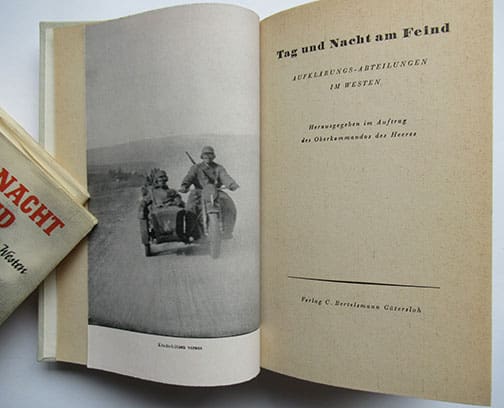 NACHT
Westen
Tag und Nacht am Feind
AUFKLÄRUNGS-ABTEILUNGEN
IM WESTEN
Herausgegeben im Auftrag
des Oberkommandos des Heeres
Verlag C. Bertelsmann Gütersloh